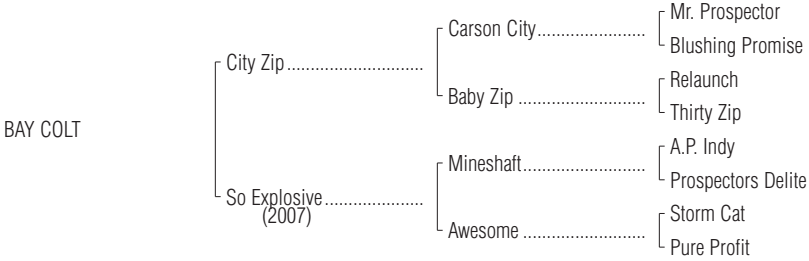 Mr. Prospector
Carson City.......................
Blushing Promise
City Zip.............................
Relaunch
Baby Zip ...........................
Thirty Zip
BAY COLT
A.P. Indy
Mineshaft..........................
Prospectors Delite
So Explosive.....................
(2007)
Storm Cat
Awesome ..........................
Pure Profit